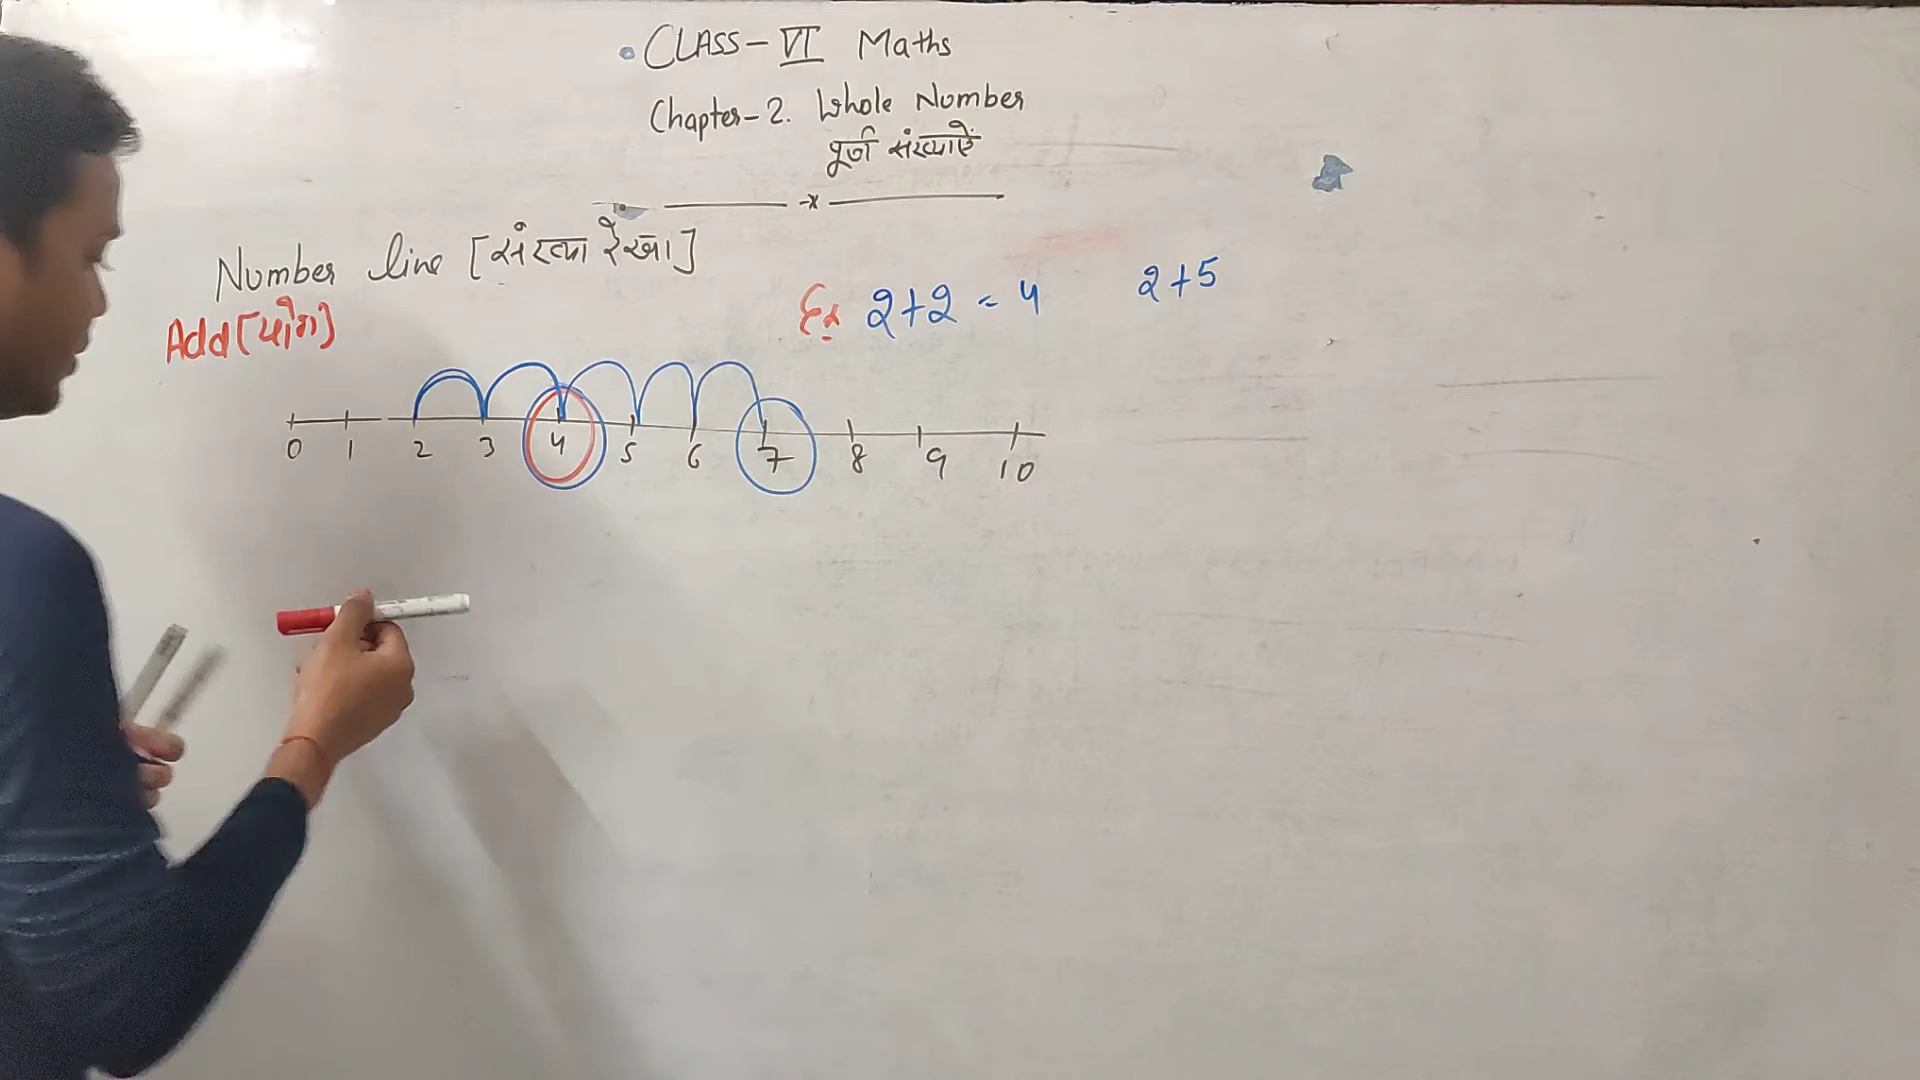 CLASS-VI Maths
Chapter-2. Whole Number
पूर्ण संख्याऐं
Number line [संख्या रेखा]
Add [योग]
Ex 2+2 = 4 2+5
0 1 2 3 4 5 6 7 8 9 10